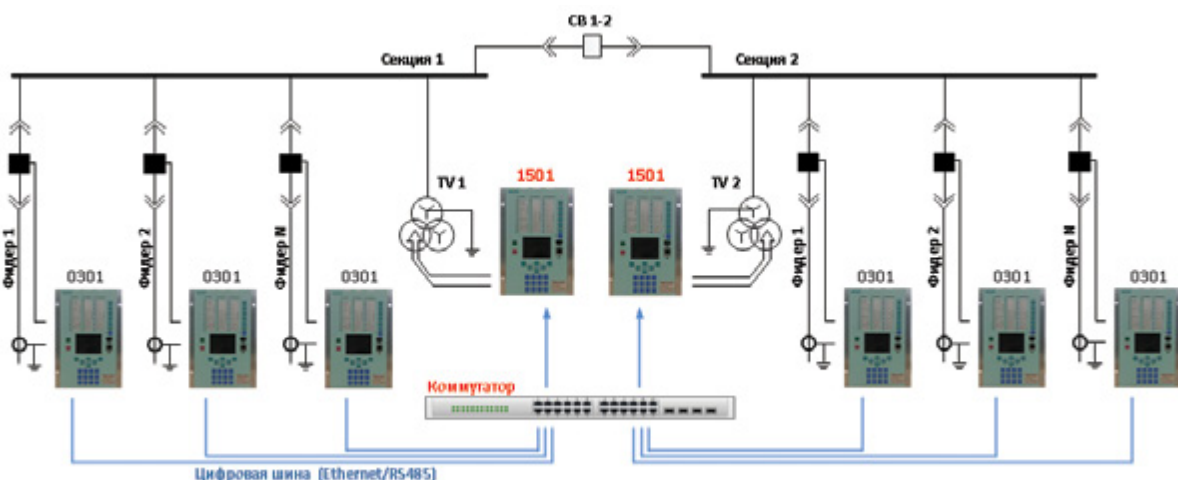 СВ 1-2
Секция 1
Секция 2
TV 1
1501
1501
TV 2
Фидер 1
Фидер 2
Фидер N
Фидер 1
Фидер 2
Фидер N
0301
0301
0301
0301
0301
0301
Коммутатор
Цифровая шина (Ethernet/RS485)